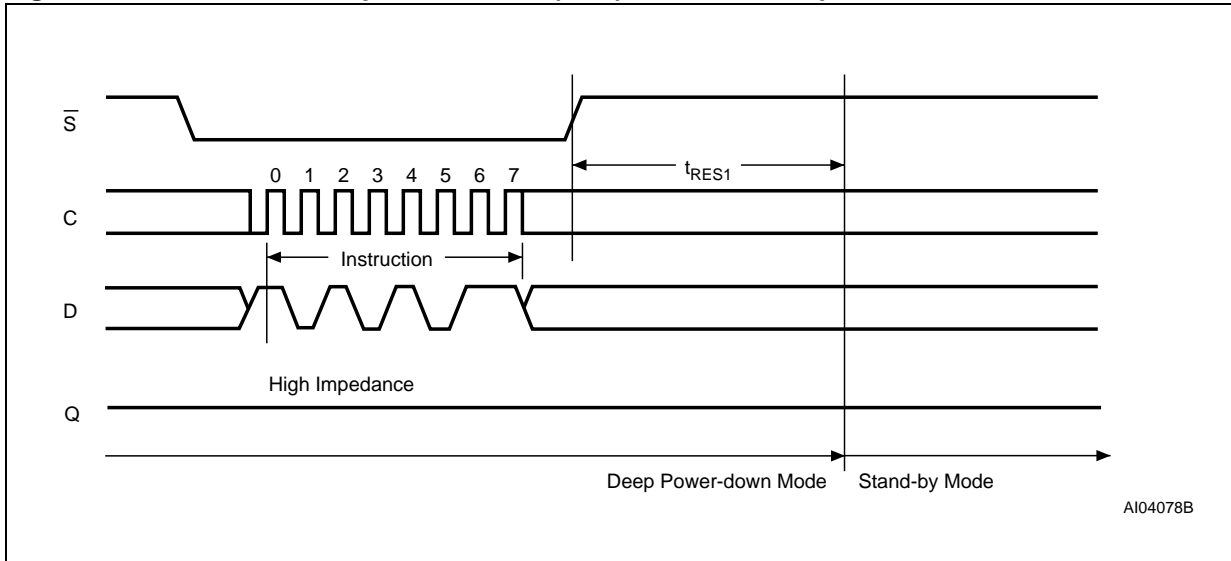 S
0 1 2 3 4 5 6 7
tRES1
C
Instruction
D
High Impedance
Q
Deep Power-down Mode Stand-by Mode
AI04078B